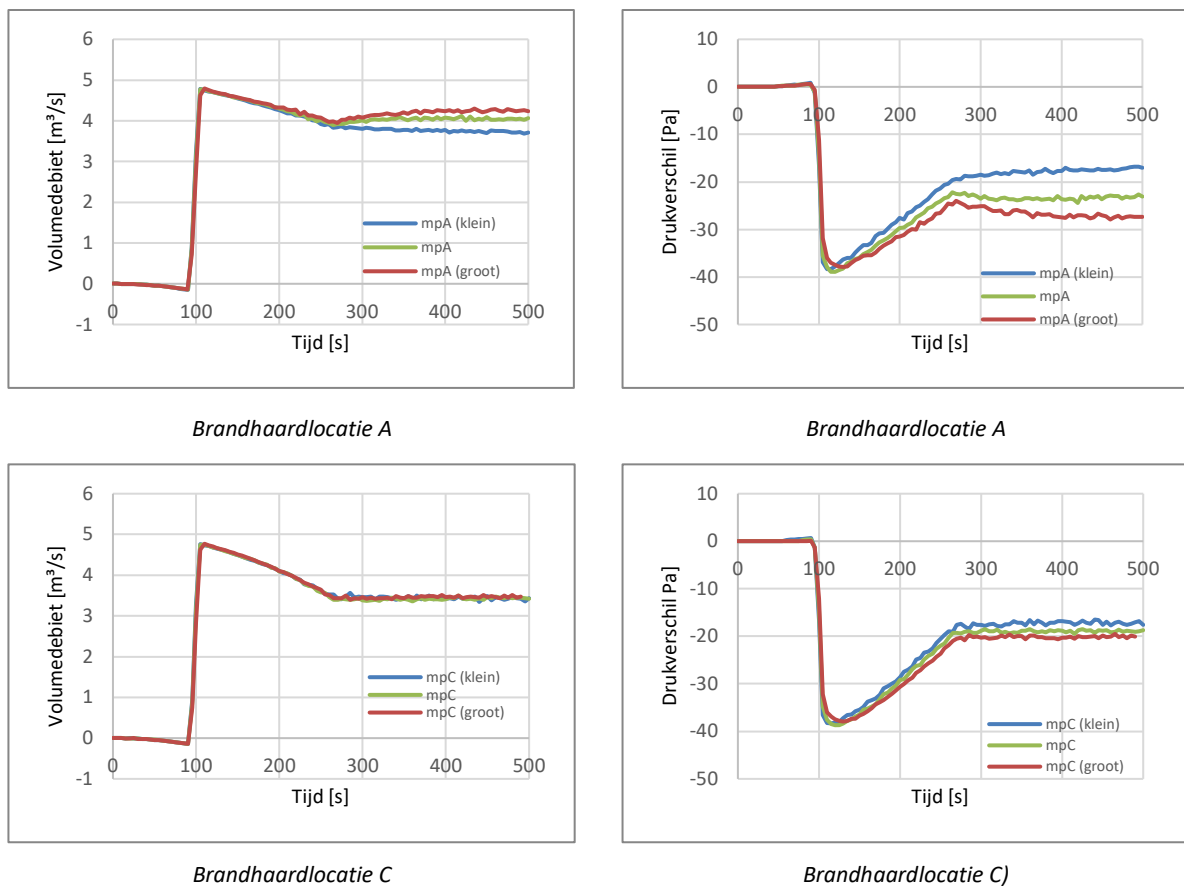 6
5
4
3
2
1
0
-1
0
100
200
300
400
500
Volumedebiet [m³/s]
Tijd [s]
mpA (klein)
mpA
mpA (groot)
10
0
-10
-20
-30
-40
-50
0
100
200
300
400
500
Drukverschil [Pa]
Tijd [s]
mpA (klein)
mpA
mpA (groot)
Brandhaardlocatie A
Brandhaardlocatie A
6
5
4
3
2
1
0
-1
0
100
200
300
400
500
Volumedebiet [m³/s]
Tijd [s]
mpC (klein)
mpC
mpC (groot)
10
0
-10
-20
-30
-40
-50
0
100
200
300
400
500
Drukverschil Pa]
Tijd [s]
mpC (klein)
mpC
mpC (groot)
Brandhaardlocatie C
Brandhaardlocatie C)